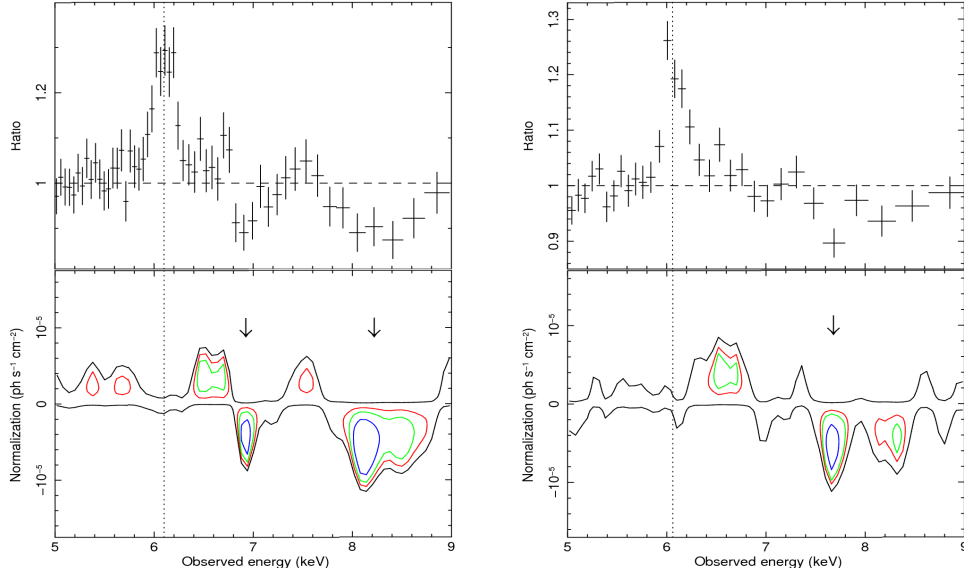 Ratio
1.2
1
Normalization (ph s⁻¹ cm⁻²)
10⁻⁵
0
−10⁻⁵
5 6 7 8 9
Observed energy (keV)
Ratio
1.3
1.2
1.1
1
0.9
Normalization (ph s⁻¹ cm⁻²)
10⁻⁵
0
−10⁻⁵
5 6 7 8 9
Observed energy (keV)